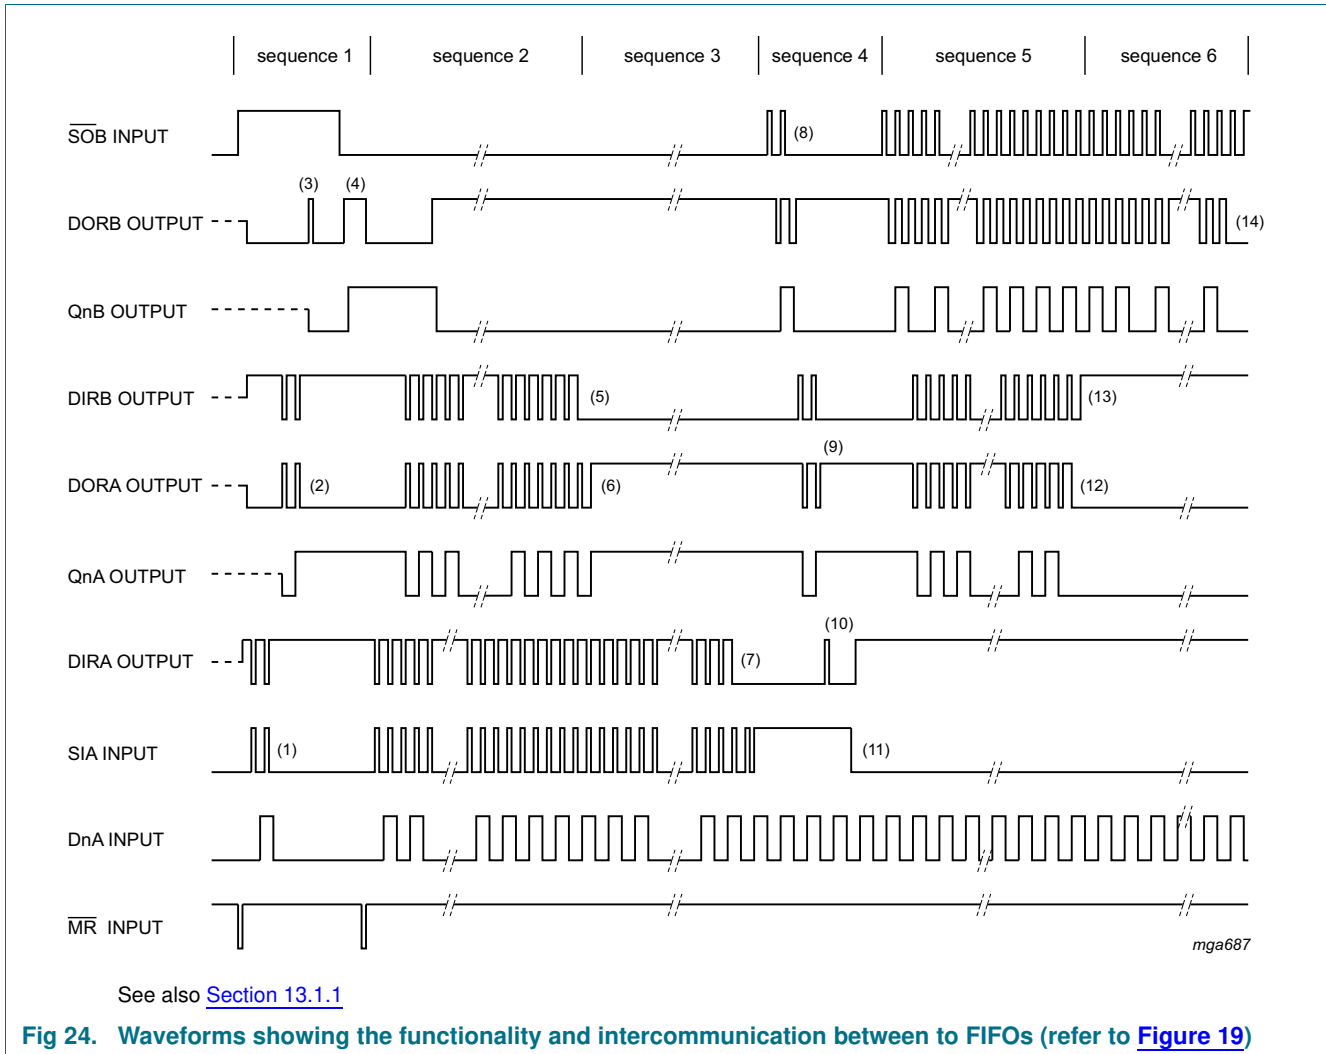 sequence 1 sequence 2 sequence 3 sequence 4 sequence 5 sequence 6
S̅O̅B INPUT (8)
(3) (4)
DORB OUTPUT (14)
QnB OUTPUT
DIRB OUTPUT (5) (13)
(9)
DORA OUTPUT (2) (6) (12)
QnA OUTPUT
(10)
DIRA OUTPUT (7)
SIA INPUT (1) (11)
DnA INPUT
M̅R̅ INPUT
mga687
See also Section 13.1.1
Fig 24. Waveforms showing the functionality and intercommunication between to FIFOs (refer to Figure 19)